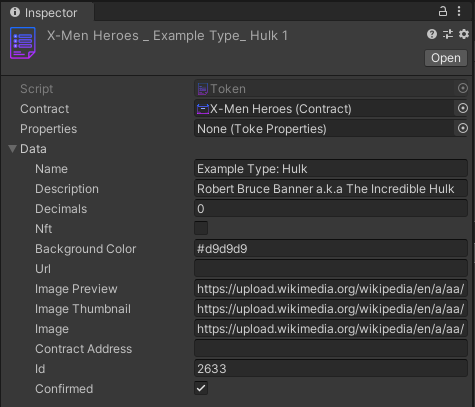 Inspector
X-Men Heroes _ Example Type_ Hulk 1
Open
Script Token
Contract X-Men Heroes (Contract)
Properties None (Toke Properties)
Data
Name Example Type: Hulk
Description Robert Bruce Banner a.k.a The Incredible Hulk
Decimals 0
Nft
Background Color #d9d9d9
Url
Image Preview https://upload.wikimedia.org/wikipedia/en/a/aa/
Image Thumbnail https://upload.wikimedia.org/wikipedia/en/a/aa/
Image https://upload.wikimedia.org/wikipedia/en/a/aa/
Contract Address
Id 2633
Confirmed